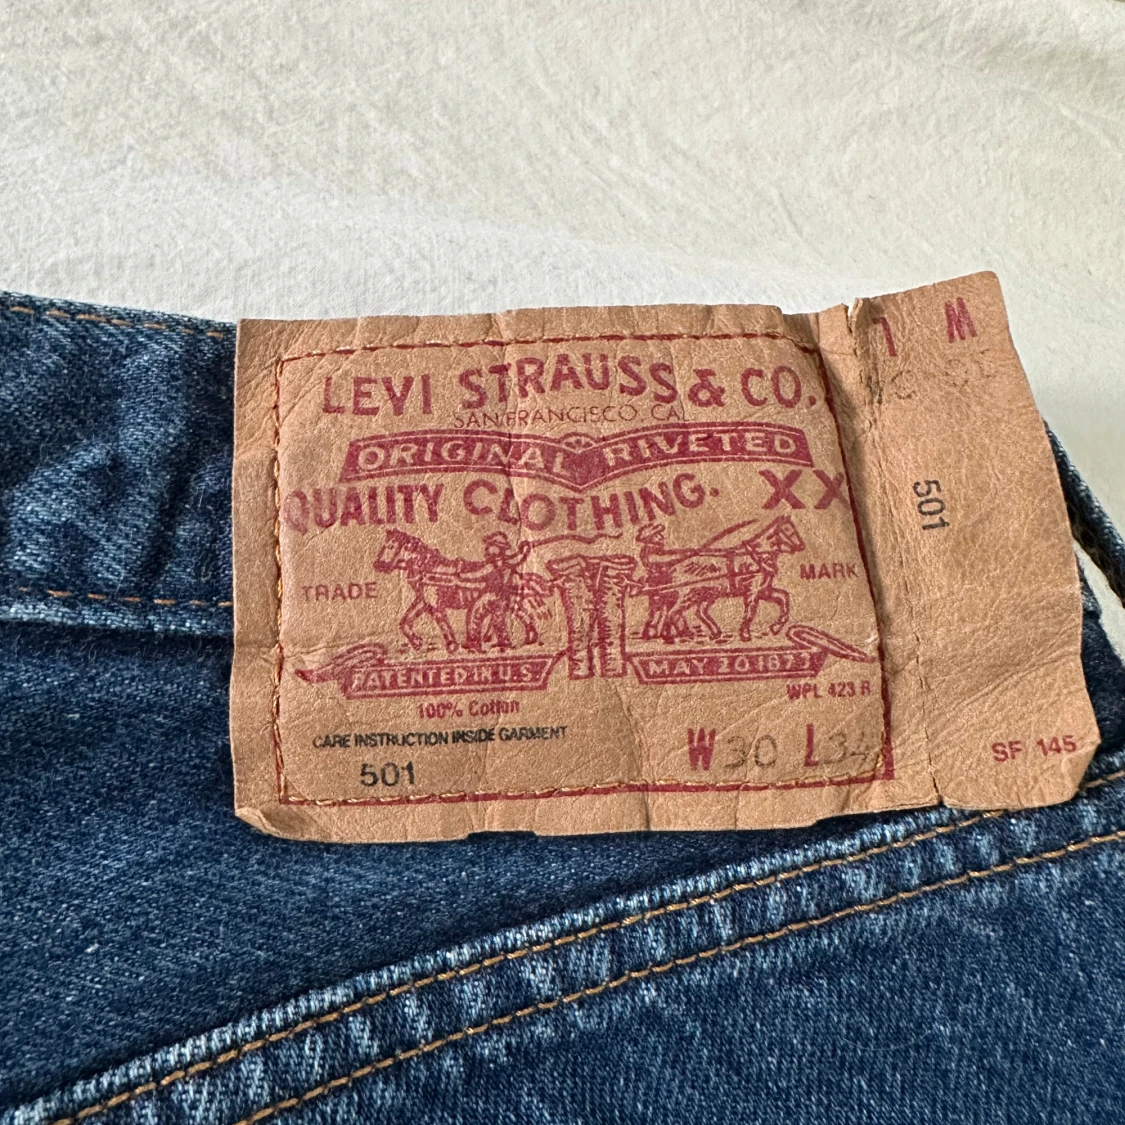 LEVI STRAUSS & CO.
SAN FRANCISCO, CA.
ORIGINAL RIVETED
QUALITY CLOTHING. XX
TRADE MARK
PATENTED IN U.S.
MAY 20 1873
WPL 423 R
100% Cotton
CARE INSTRUCTION INSIDE GARMENT
501
W30 L34
W L
501
SF 145